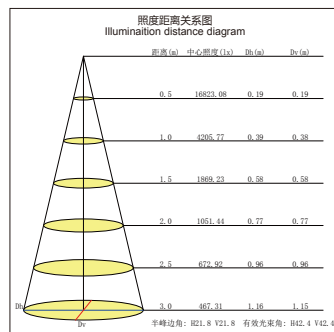 照度距离关系图
Illuminaition distance diagram
距离(m) 中心照度(lx) Dh(m) Dv(m)
0.5 16823.08 0.19 0.19
1.0 4205.77 0.39 0.38
1.5 1869.23 0.58 0.58
2.0 1051.44 0.77 0.77
2.5 672.92 0.96 0.96
Dh 3.0 467.31 1.16 1.15
Dv 半峰边角: H21.8 V21.8 有效光束角: H42.4 V42.4